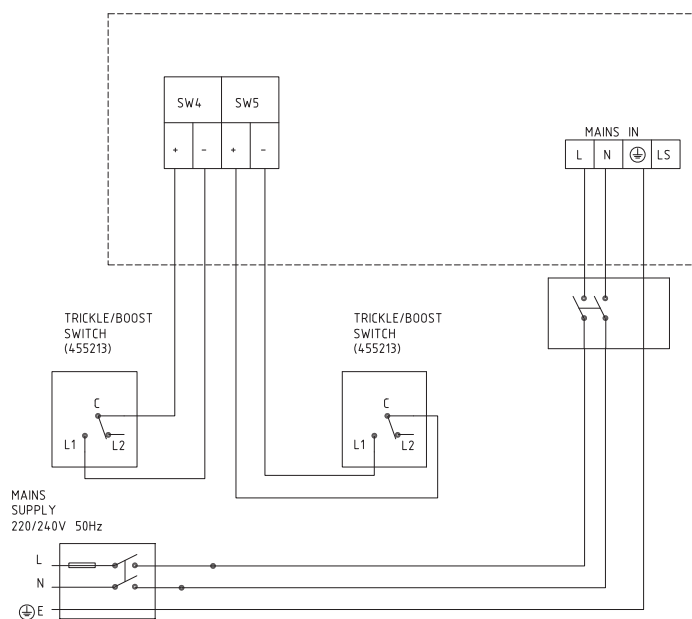 SW4 SW5
+ - + -
MAINS IN
L N LS
TRICKLE/BOOST
SWITCH
(455213)
C
L1 L2
TRICKLE/BOOST
SWITCH
(455213)
C
L1 L2
MAINS
SUPPLY
220/240V 50Hz
L
N
E